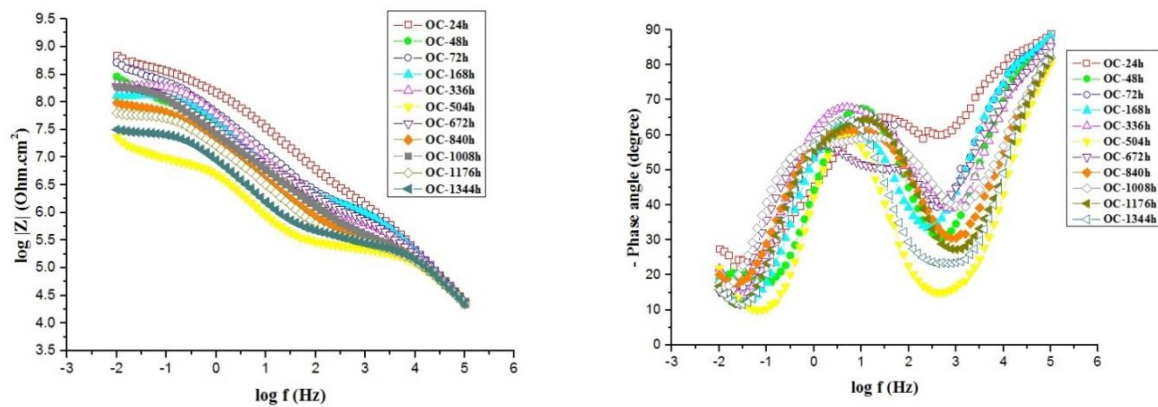 9.5
9.0
8.5
8.0
7.5
7.0
6.5
6.0
5.5
5.0
4.5
4.0
3.5
log |Z| (Ohm.cm²)
-3 -2 -1 0 1 2 3 4 5 6
log f (Hz)
OC-24h
OC-48h
OC-72h
OC-168h
OC-336h
OC-504h
OC-672h
OC-840h
OC-1008h
OC-1176h
OC-1344h
90
80
70
60
50
40
30
20
10
0
- Phase angle (degree)
-3 -2 -1 0 1 2 3 4 5 6
log f (Hz)
OC-24h
OC-48h
OC-72h
OC-168h
OC-336h
OC-504h
OC-672h
OC-840h
OC-1008h
OC-1176h
OC-1344h